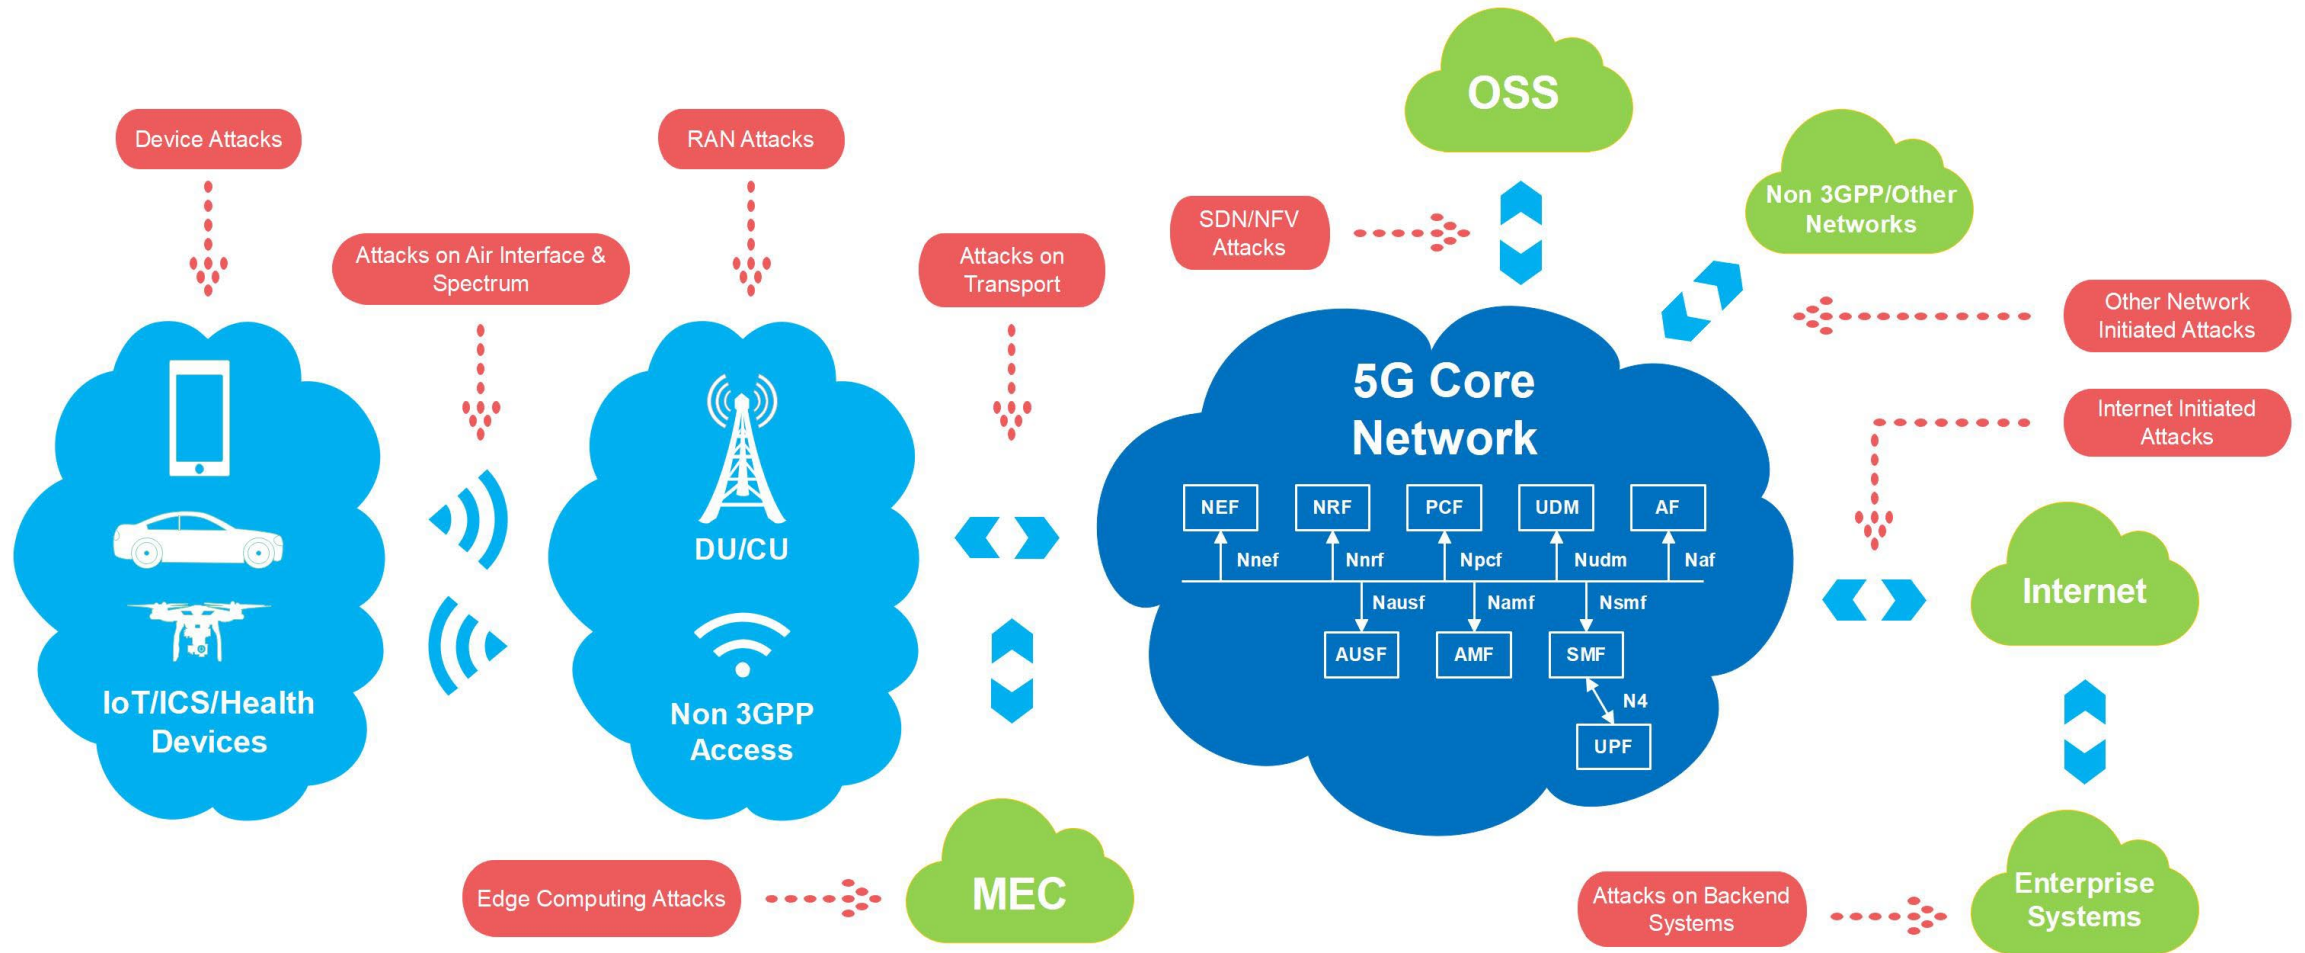 OSS
Device Attacks
RAN Attacks
Non 3GPP/Other
Networks
SDN/NFV
Attacks
Attacks on Air Interface &
Spectrum
Attacks on
Transport
Other Network
Initiated Attacks
Internet Initiated
Attacks
5G Core
Network
NEF
NRF
PCF
UDM
AF
Nnef
Nnrf
Npcf
Nudm
Naf
Nausf
Namf
Nsmf
AUSF
AMF
SMF
N4
UPF
DU/CU
Non 3GPP
Access
IoT/ICS/Health
Devices
Internet
Edge Computing Attacks
MEC
Attacks on Backend
Systems
Enterprise
Systems